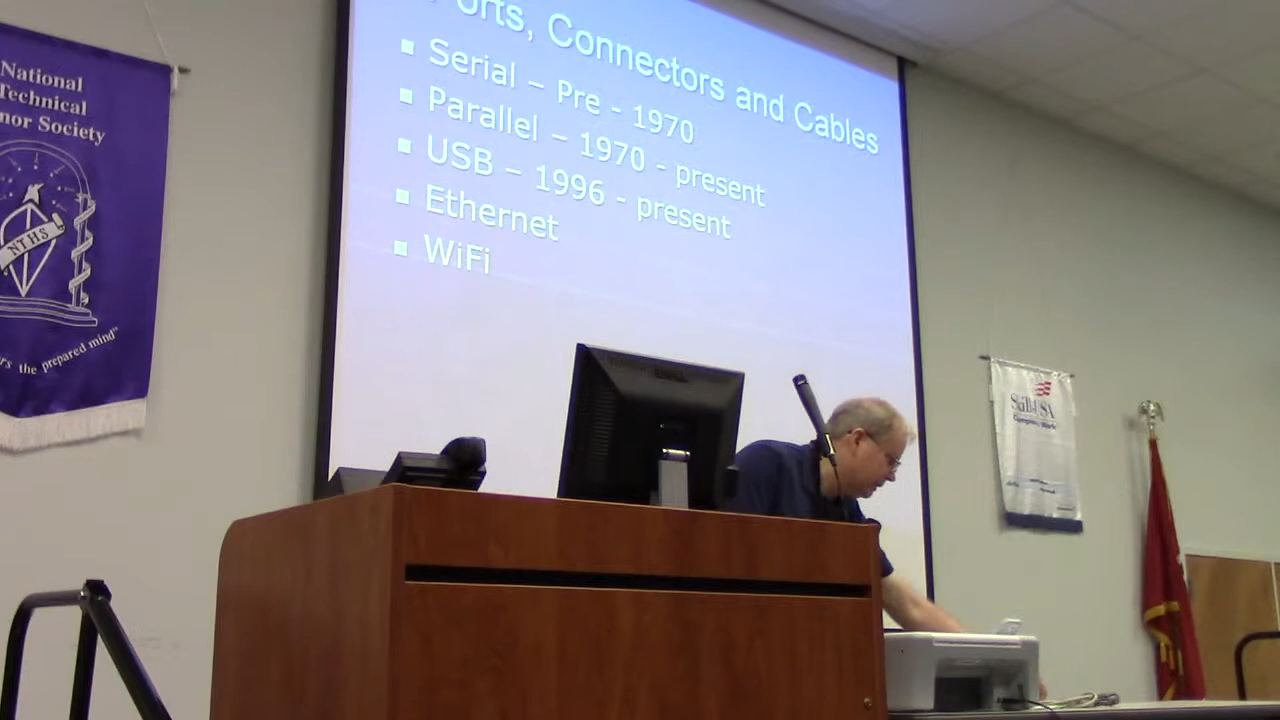 National
Technical
nor Society
NTHS
rs the prepared mind"
orts, Connectors and Cables
Serial – Pre - 1970
Parallel – 1970 - present
USB – 1996 - present
Ethernet
WiFi
DELL
SkillsUSA